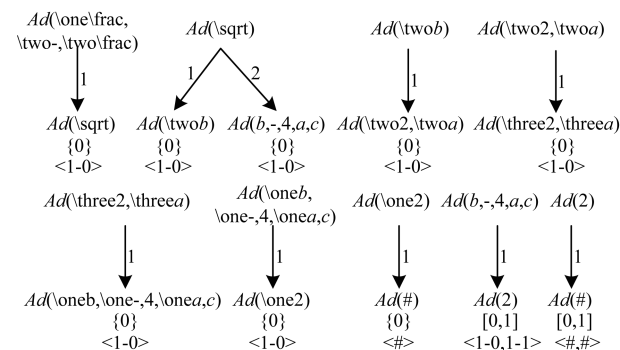 Ad(\one\frac,
\two-,\two\frac)
Ad(\sqrt)
Ad(\twob)
Ad(\two2,\twoa)
1
1
2
1
1
Ad(\sqrt)
Ad(\twob)
Ad(b,-,4,a,c)
Ad(\two2,\twoa)
Ad(\three2,\threea)
{0}
{0}
{0}
{0}
{0}
<1-0>
<1-0>
<1-0>
<1-0>
<1-0>
Ad(\three2,\threea)
Ad(\oneb,
\one-,4,\onea,c)
Ad(\one2)
Ad(b,-,4,a,c)
Ad(2)
1
1
1
1
1
Ad(\oneb,\one-,4,\onea,c)
Ad(\one2)
Ad(#)
Ad(2)
Ad(#)
{0}
{0}
{0}
[0,1]
[0,1]
<1-0>
<1-0>
<#>
<1-0,1-1>
<#,#>